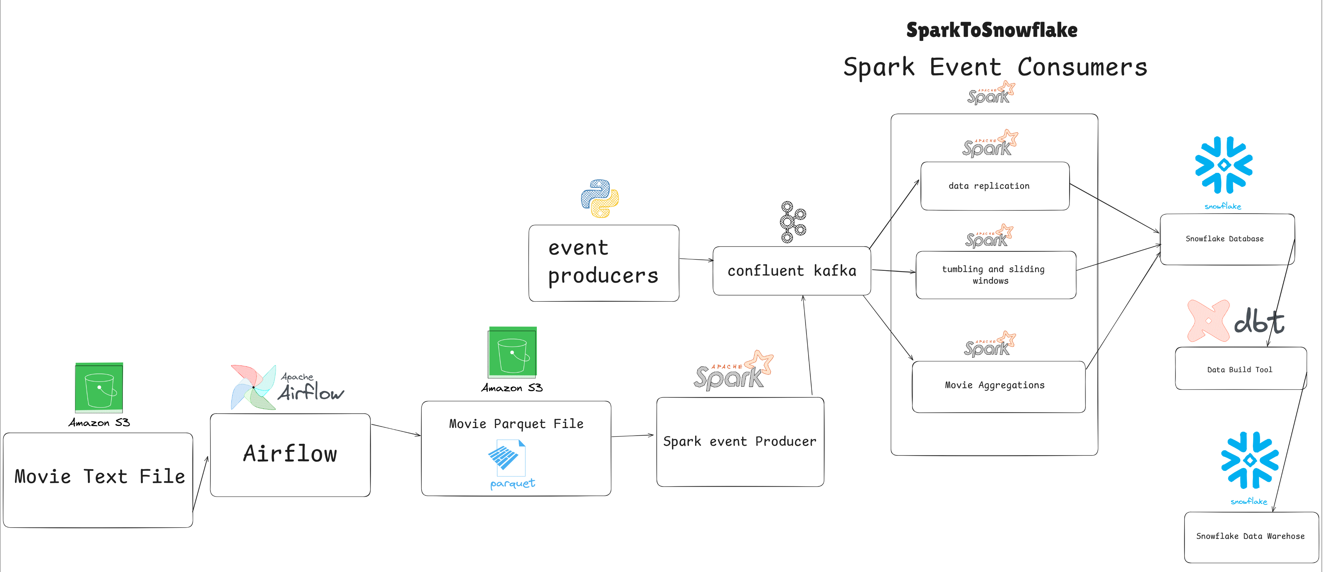 SparkToSnowflake
Spark Event Consumers
APACHE
Spark
APACHE
Spark
data replication
APACHE
Spark
tumbling and sliding
windows
APACHE
Spark
Movie Aggregations
snowflake
Snowflake Database
dbt
Data Build Tool
snowflake
Snowflake Data Warehose
event
producers
confluent kafka
Amazon S3
Movie Text File
Apache
Airflow
Airflow
Amazon S3
Movie Parquet File
parquet
APACHE
Spark
Spark event Producer